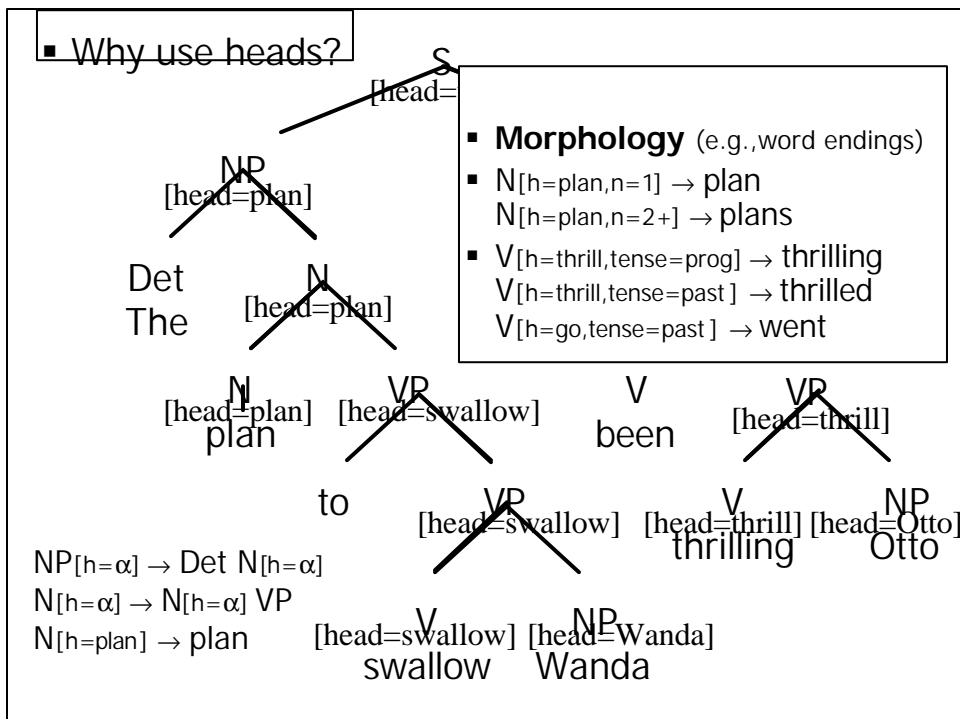 ▪ Why use heads?
S
[head=
▪ Morphology (e.g.,word endings)
▪ N[h=plan,n=1] → plan
N[h=plan,n=2+] → plans
▪ V[h=thrill,tense=prog] → thrilling
V[h=thrill,tense=past ] → thrilled
V[h=go,tense=past ] → went
NP
[head=plan]
Det N
The [head=plan]
N VP V VP
[head=plan] [head=swallow] [head=thrill]
plan been
to VP V NP
[head=swallow] [head=thrill] [head=Otto]
thrilling Otto
NP[h=α] → Det N[h=α]
N[h=α] → N[h=α] VP
N[h=plan] → plan
V NP
[head=swallow] [head=Wanda]
swallow Wanda